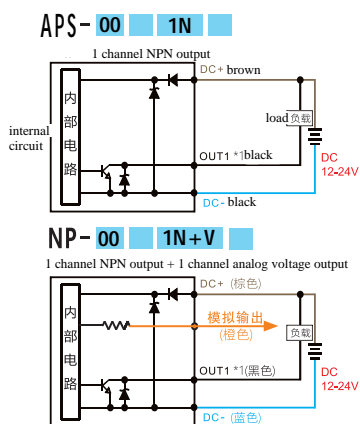 APS- 00 1N
1 channel NPN output
DC+ brown
内部电路
internal
circuit
load 负载
OUT1 *1 black
DC
12-24V
DC- black
NP- 00 1N+V
1 channel NPN output + 1 channel analog voltage output
DC+ (棕色)
内部电路
模拟输出
(橙色)
负载
OUT1 *1(黑色)
DC
12-24V
DC- (蓝色)